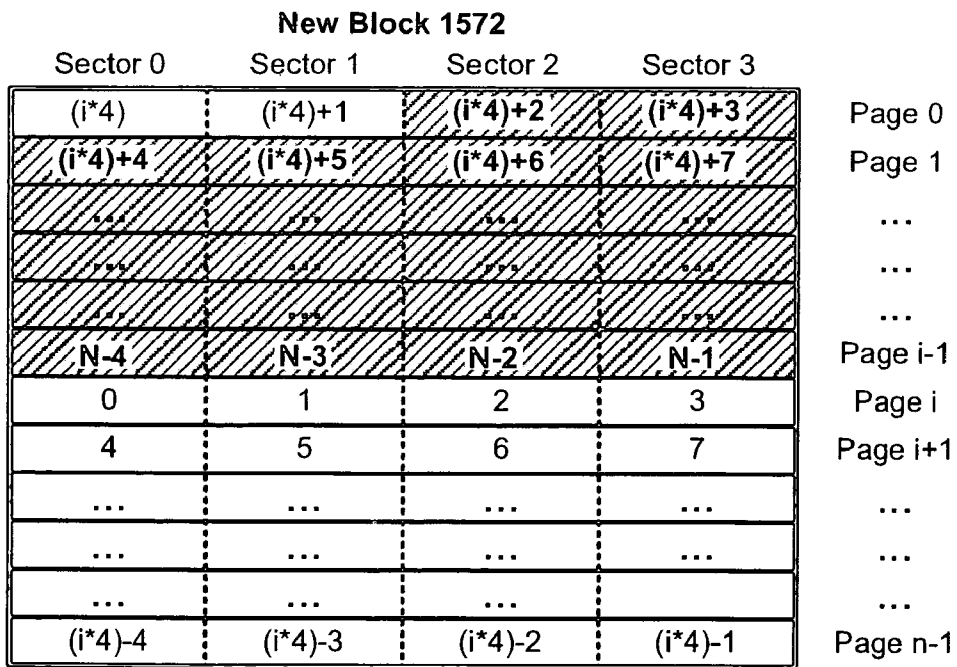 New Block 1572
Sector 0 Sector 1 Sector 2 Sector 3
(i*4) (i*4)+1 (i*4)+2 (i*4)+3 Page 0
(i*4)+4 (i*4)+5 (i*4)+6 (i*4)+7 Page 1
... ... ... ... ...
... ... ... ... ...
... ... ... ... ...
N-4 N-3 N-2 N-1 Page i-1
0 1 2 3 Page i
4 5 6 7 Page i+1
... ... ... ... ...
... ... ... ... ...
... ... ... ...
(i*4)-4 (i*4)-3 (i*4)-2 (i*4)-1 Page n-1